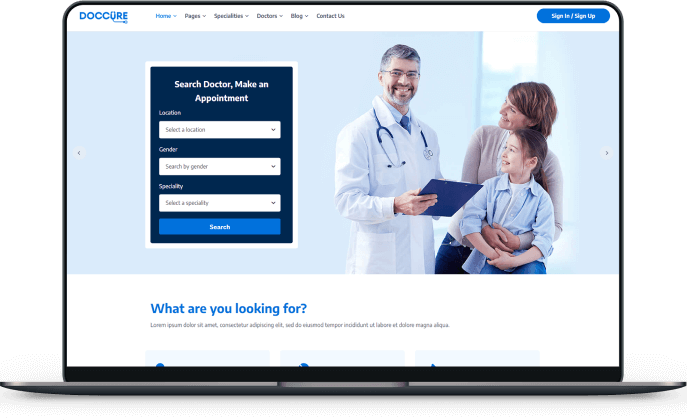 DOCCURE
Home Pages Specialities Doctors Blog Contact Us
Sign In / Sign Up
Search Doctor, Make an
Appointment
Location
Select a location
Gender
Search by gender
Speciality
Select a speciality
Search
What are you looking for?
Lorem ipsum dolor sit amet, consectetur adipiscing elit, sed do eiusmod tempor insididunt ut labore et dolore magna aliqua.